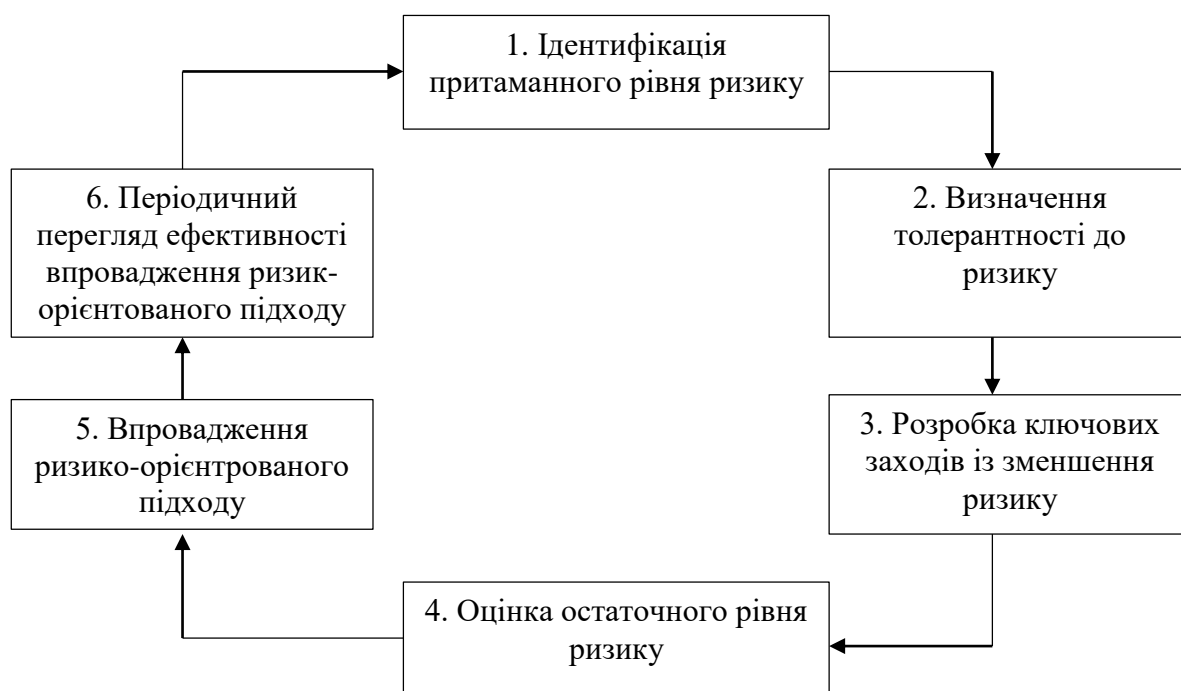 1. Ідентифікація
притаманного рівня ризику
2. Визначення
толерантності до
ризику
3. Розробка ключових
заходів із зменшення
ризику
4. Оцінка остаточного рівня
ризику
5. Впровадження
ризико-орієнтрованого
підходу
6. Періодичний
перегляд ефективності
впровадження ризик-
орієнтованого підходу